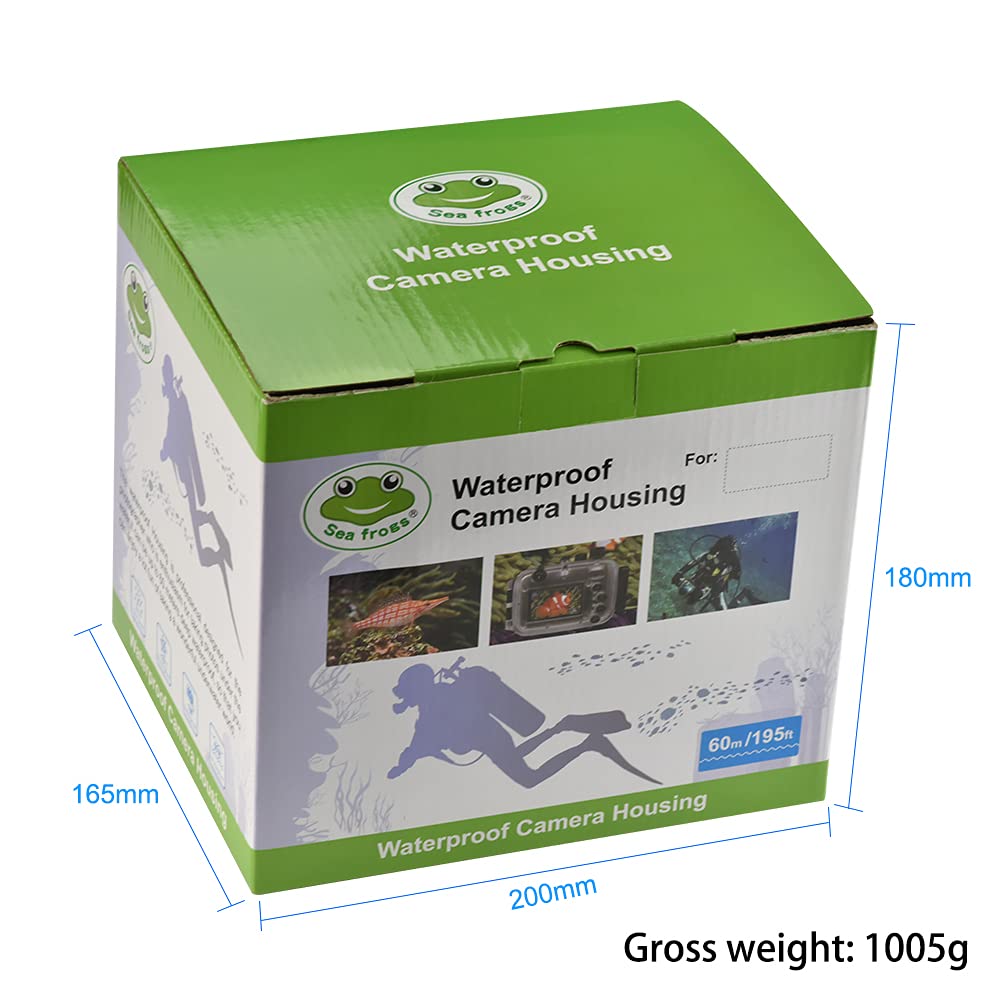 Sea frogs®
Waterproof
Camera Housing
Sea frogs®
Sea frogs®
Waterproof
Camera Housing
For:
60m/195ft
Waterproof Camera Housing
Waterproof Camera Housing
180mm
165mm
200mm
Gross weight: 1005g